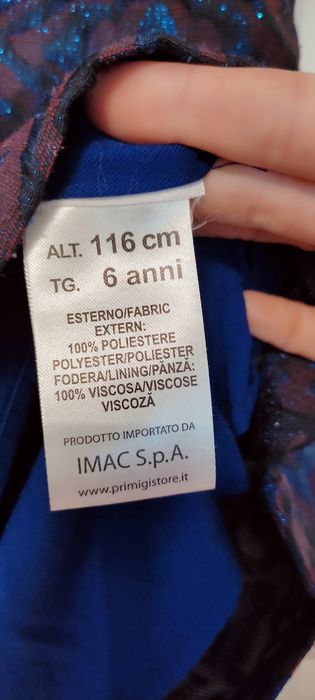 ALT. 116 cm
TG. 6 anni
ESTERNO/FABRIC
EXTERN:
100% POLIESTERE
POLYESTER/POLIESTER
FODERA/LINING/PÂNZĂ:
100% VISCOSA/VISCOSE
VISCOZĂ
PRODOTTO IMPORTATO DA
IMAC S.p.A.
www.primigistore.it